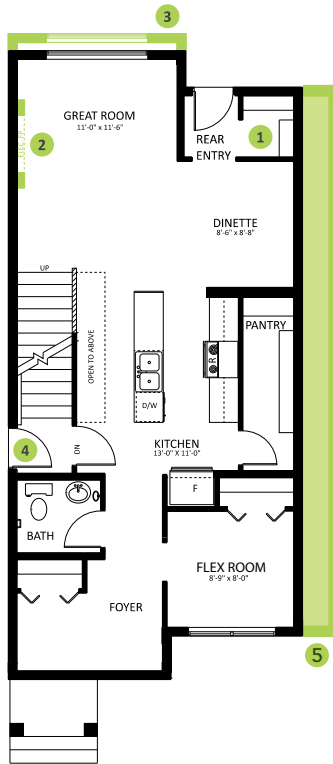 3
GREAT ROOM
11'-0" x 11'-6"
1
REAR
ENTRY
2
DINETTE
8'-6" x 8'-8"
UP
OPEN TO ABOVE
PANTRY
R
D/W
4
DN
KITCHEN
13'-0" X 11'-0"
F
BATH
FLEX ROOM
8'-9" x 8'-0"
FOYER
5